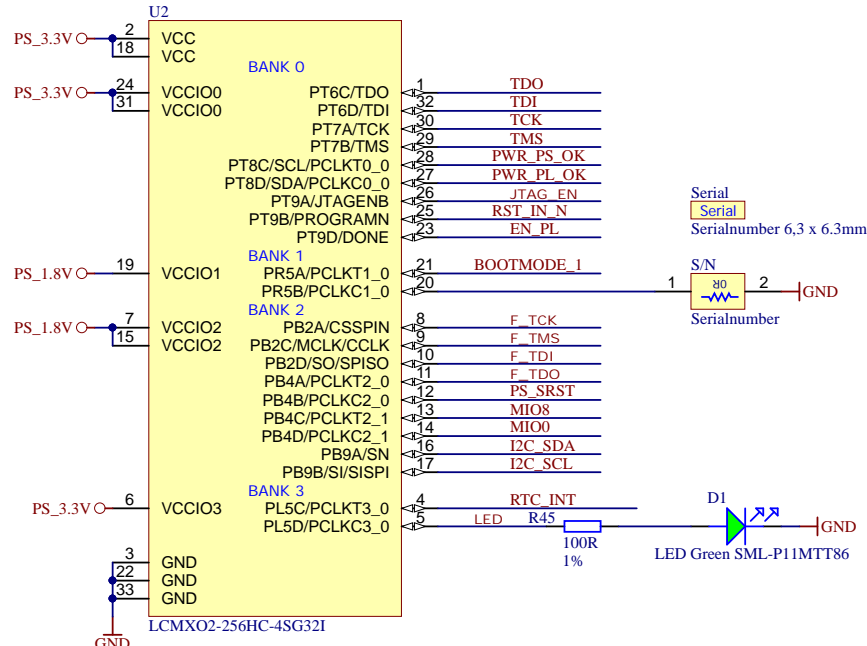 U2
PS_3.3V 2 VCC
18 VCC
BANK 0
PS_3.3V 24 VCCIO0 PT6C/TDO 1 TDO
31 VCCIO0 PT6D/TDI 32 TDI
PT7A/TCK 30 TCK
PT7B/TMS 29 TMS
PT8C/SCL/PCLKT0_0 28 PWR_PS_OK
PT8D/SDA/PCLKC0_0 27 PWR_PL_OK
PT9A/JTAGENB 26 JTAG_EN
PT9B/PROGRAMN 25 RST_IN_N
PT9D/DONE 23 EN_PL
Serial
Serial
Serialnumber 6,3 x 6.3mm
BANK 1
PS_1.8V 19 VCCIO1 PR5A/PCLKT1_0 21 BOOTMODE_1
PR5B/PCLKC1_0 20
S/N
1 0R 2 GND
Serialnumber
BANK 2
PS_1.8V 7 VCCIO2 PB2A/CSSPIN 8 F_TCK
15 VCCIO2 PB2C/MCLK/CCLK 9 F_TMS
PB2D/SO/SPISO 10 F_TDI
PB4A/PCLKT2_0 11 F_TDO
PB4B/PCLKC2_0 12 PS_SRST
PB4C/PCLKT2_1 13 MIO8
PB4D/PCLKC2_1 14 MIO0
PB9A/SN 16 I2C_SDA
PB9B/SI/SISPI 17 I2C_SCL
BANK 3
PS_3.3V 6 VCCIO3 PL5C/PCLKT3_0 4 RTC_INT
PL5D/PCLKC3_0 5 LED R45 D1 GND
100R
1%
LED Green SML-P11MTT86
3 GND
22 GND
33 GND
GND
LCMXO2-256HC-4SG32I